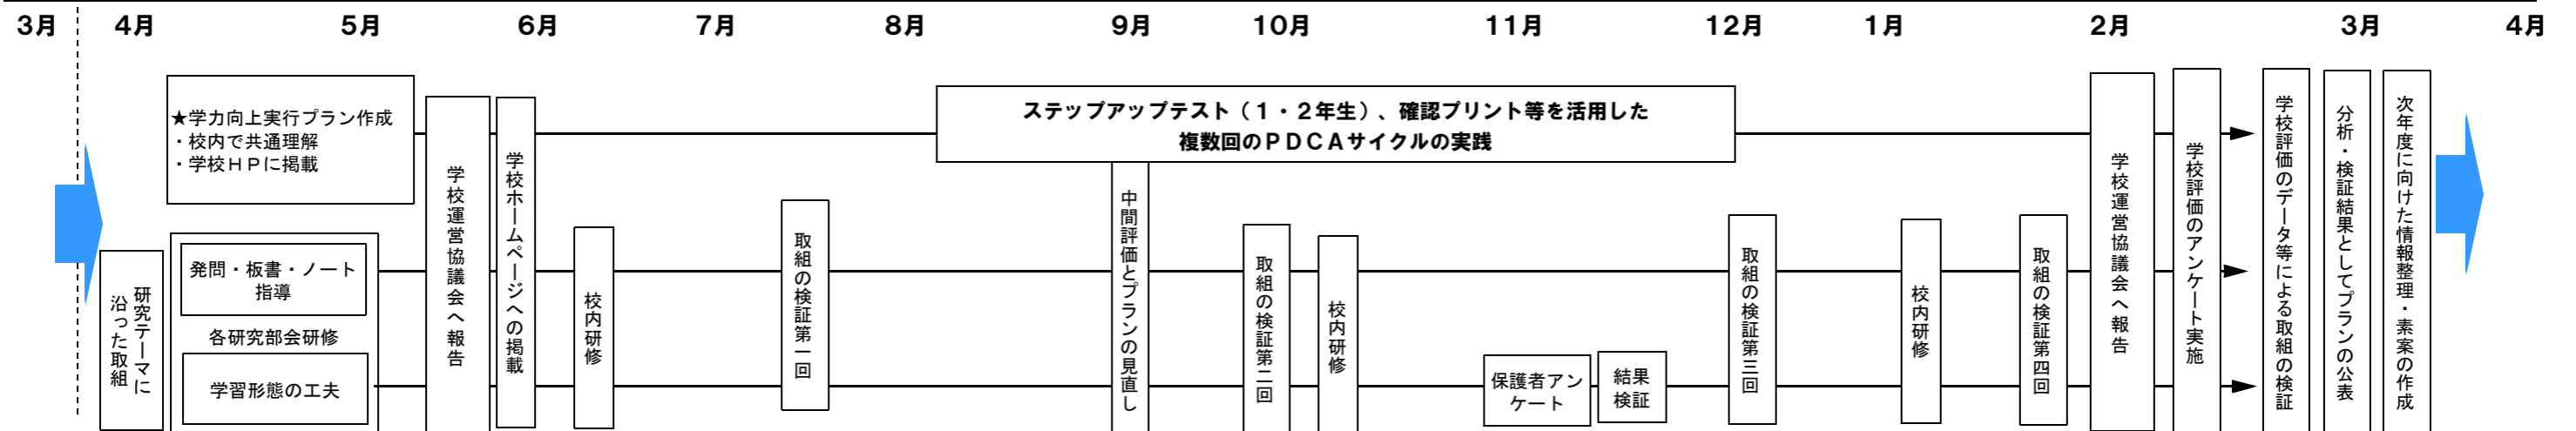 3月 4月 5月 6月 7月 8月 9月 10月 11月 12月 1月 2月 3月 4月
★学力向上実行プラン作成
・校内で共通理解
・学校HPに掲載
研究テーマに
沿った取組
発問・板書・ノート
指導
各研究部会研修
学習形態の工夫
学校運営協議会へ報告
学校ホームページへの掲載
校内研修
取組の検証第一回
ステップアップテスト(1・2年生)、確認プリント等を活用した
複数回のPDCAサイクルの実践
中間評価とプランの見直し
取組の検証第二回
校内研修
保護者アン
ケート
結果
検証
取組の検証第三回
校内研修
取組の検証第四回
学校運営協議会へ報告
学校評価のアンケート実施
学校評価のデータ等による取組の検証
分析・検証結果としてプランの公表
次年度に向けた情報整理・素案の作成